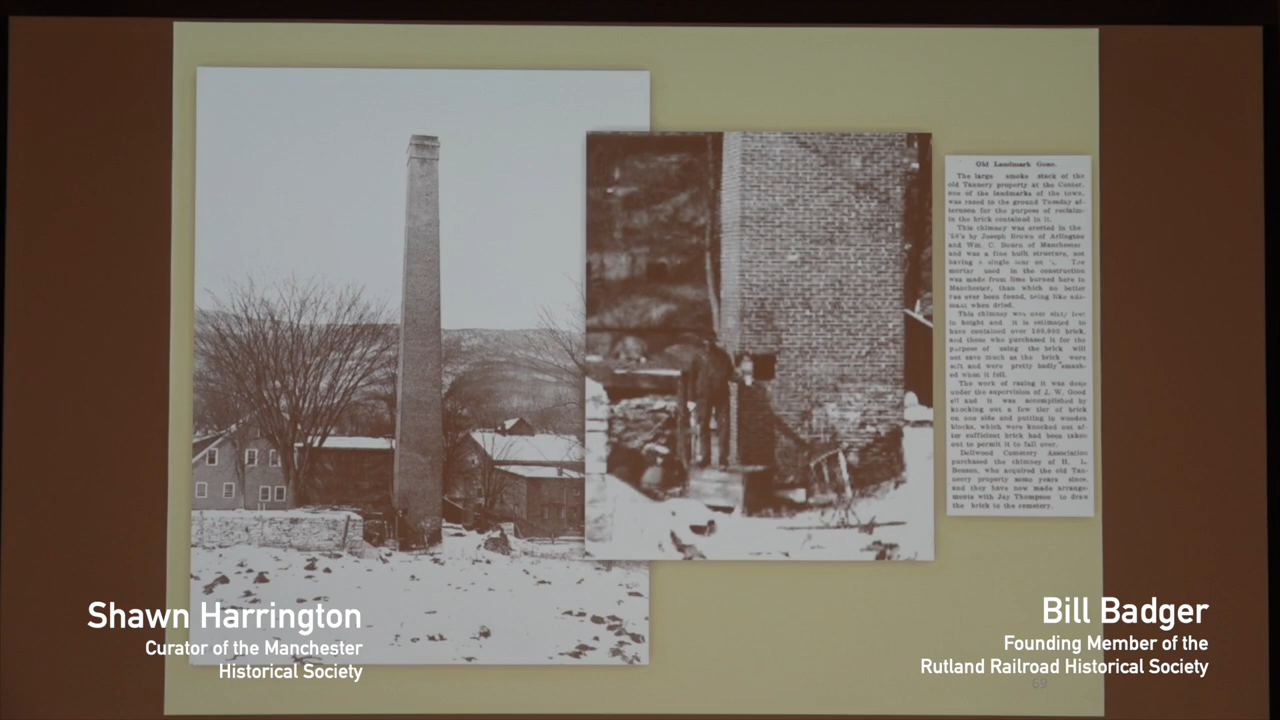 Old Landmark Gone.
The large smoke stack of the
old Tannery property at the Center,
one of the landmarks of the town,
was razed to the ground Tuesday af-
ternoon for the purpose of reclaim-
in the brick contained in it.
This chimney was erected in the
by Joseph Brown of Arlington
and Wm. C. of Manchester
and was a fine built structure, not
having a single on The
mortar used in the construction
was made from lime burned here in
Manchester, than which no better
has ever been found, being like
when dried.
This chimney was over sixty feet
in height and it is estimated to
have contained over 100,000 brick,
and those who purchased it for the
purpose of using the brick will
not save much as the brick were
soft and were pretty badly smash-
ed when it fell.
The work of razing it was done
under the supervision of J. W. Good
ell and it was accomplished by
knocking out a few tier of brick
on one side and putting in wooden
blocks, which were knocked out af-
ter sufficient brick had been taken
out to permit it to fall over.
Dellwood Cemetery Association
purchased the chimney of H. L.
Benson, who acquired the old Tan-
nery property some years since,
and they have now made arrange-
ments with Jay Thompson to draw
the brick to the cemetery.
Shawn Harrington
Curator of the Manchester
Historical Society
Bill Badger
Founding Member of the
Rutland Railroad Historical Society
69